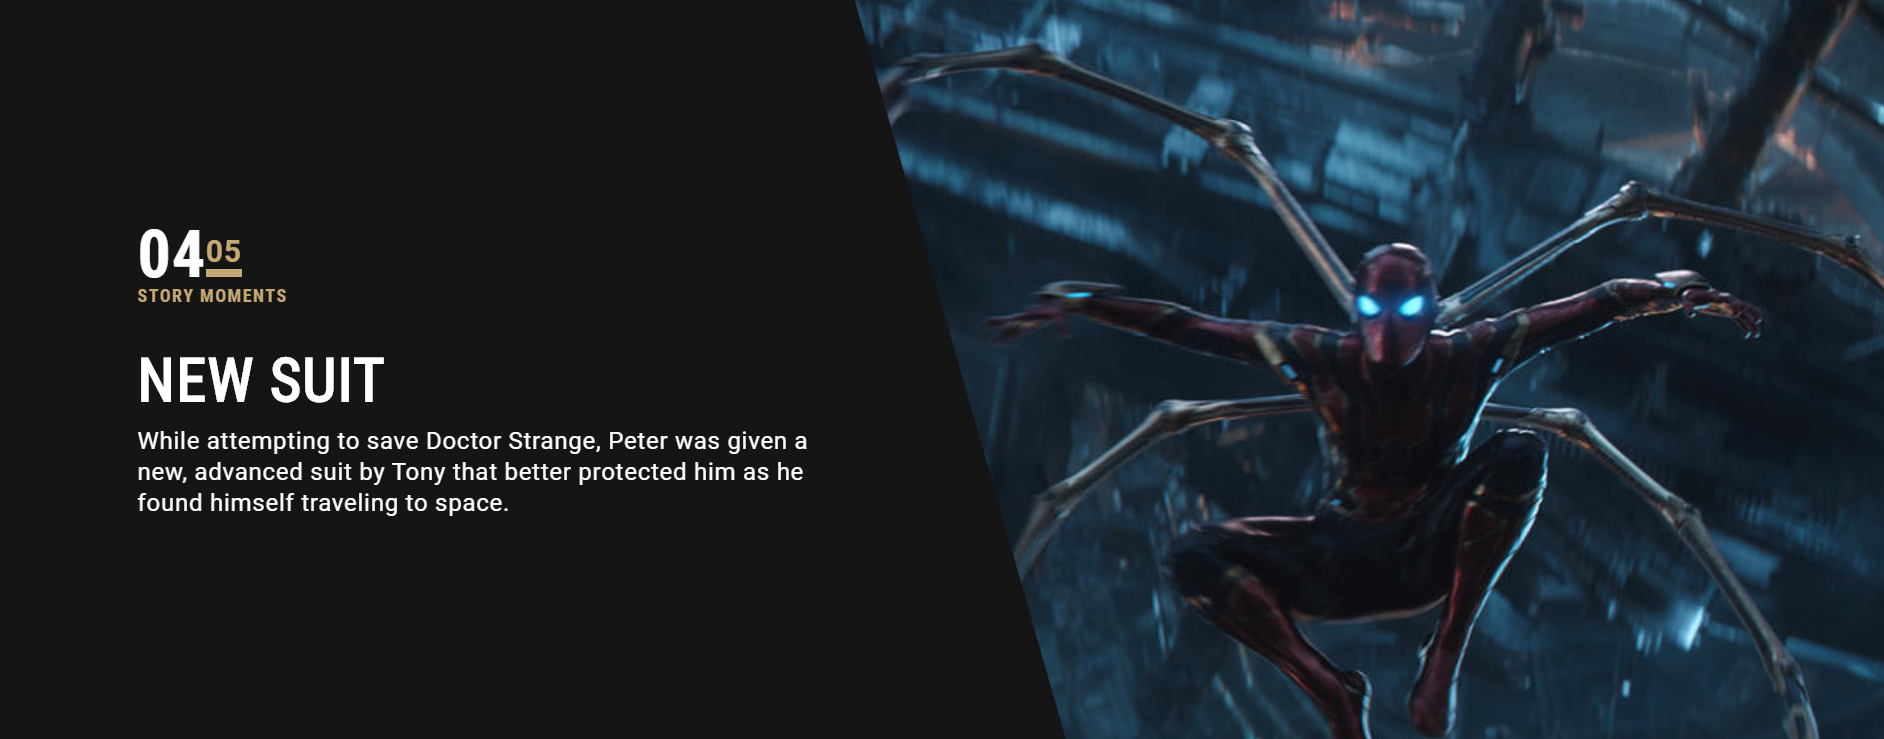 04 05
STORY MOMENTS
NEW SUIT
While attempting to save Doctor Strange, Peter was given a
new, advanced suit by Tony that better protected him as he
found himself traveling to space.